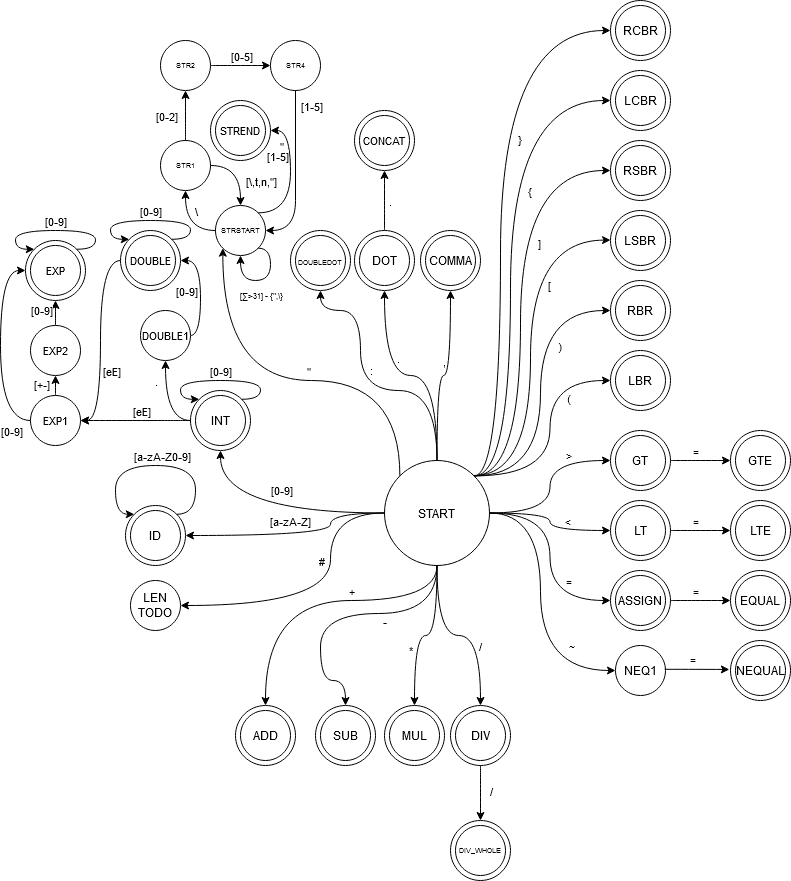 RCBR
[0-5]
STR2
STR4
LCBR
[0-2]
[1-5]
STREND
"
[1-5]
CONCAT
}
STR1
[\,t,n,"]
RSBR
{
.
\
STRSTART
[0-9]
[0-9]
LSBR
]
EXP
DOUBLE
DOUBLEDOT
DOT
COMMA
[
[0-9]
[∑>31] - {",\}
[0-9]
RBR
DOUBLE1
EXP2
)
[eE]
"
:
.
,
[0-9]
LBR
[+-]
.
(
[0-9]
EXP1
[eE]
INT
[a-zA-Z0-9]
>
GT
=
GTE
[0-9]
START
[a-zA-Z]
<
LT
=
LTE
ID
#
=
ASSIGN
=
EQUAL
LEN
TODO
+
-
*
/
~
NEQ1
=
NEQUAL
ADD
SUB
MUL
DIV
/
DIV_WHOLE